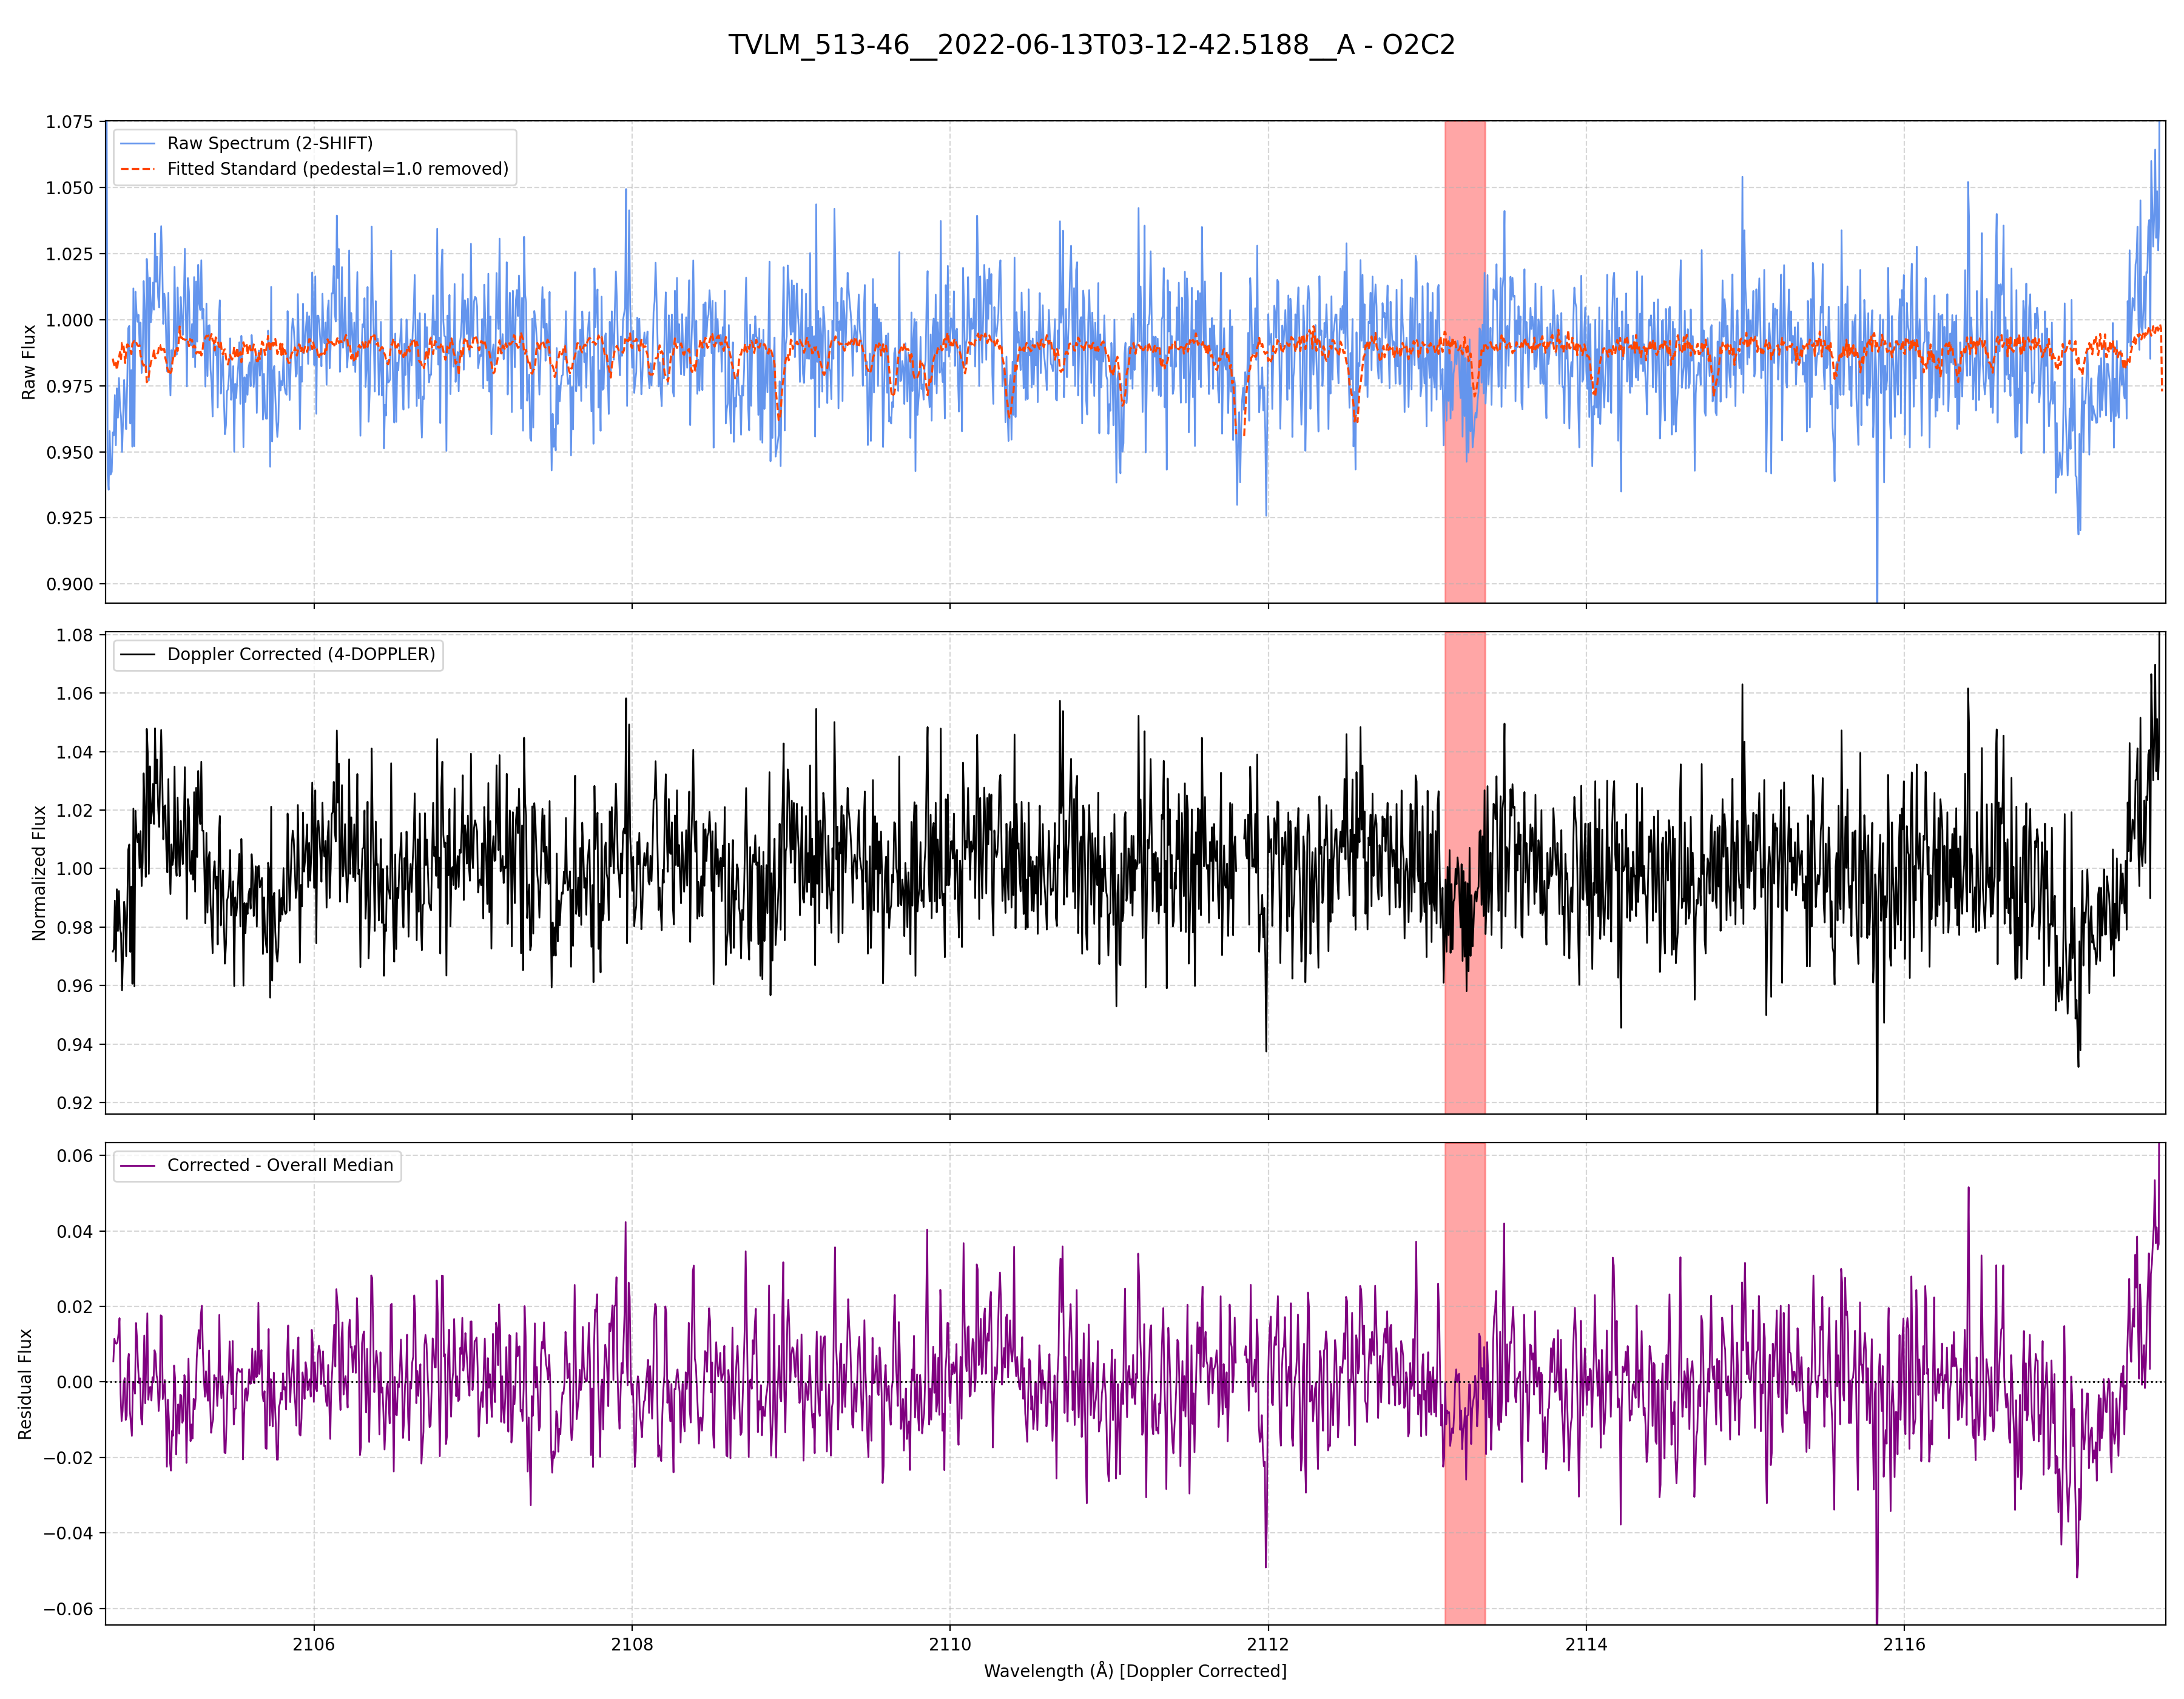 TVLM_513-46__2022-06-13T03-12-42.5188__A - O2C2
Raw Flux
1.075
1.050
1.025
1.000
0.975
0.950
0.925
0.900
Raw Spectrum (2-SHIFT)
Fitted Standard (pedestal=1.0 removed)
Normalized Flux
1.08
1.06
1.04
1.02
1.00
0.98
0.96
0.94
0.92
Doppler Corrected (4-DOPPLER)
Residual Flux
0.06
0.04
0.02
0.00
−0.02
−0.04
−0.06
Corrected - Overall Median
2106 2108 2110 2112 2114 2116
Wavelength (Å) [Doppler Corrected]